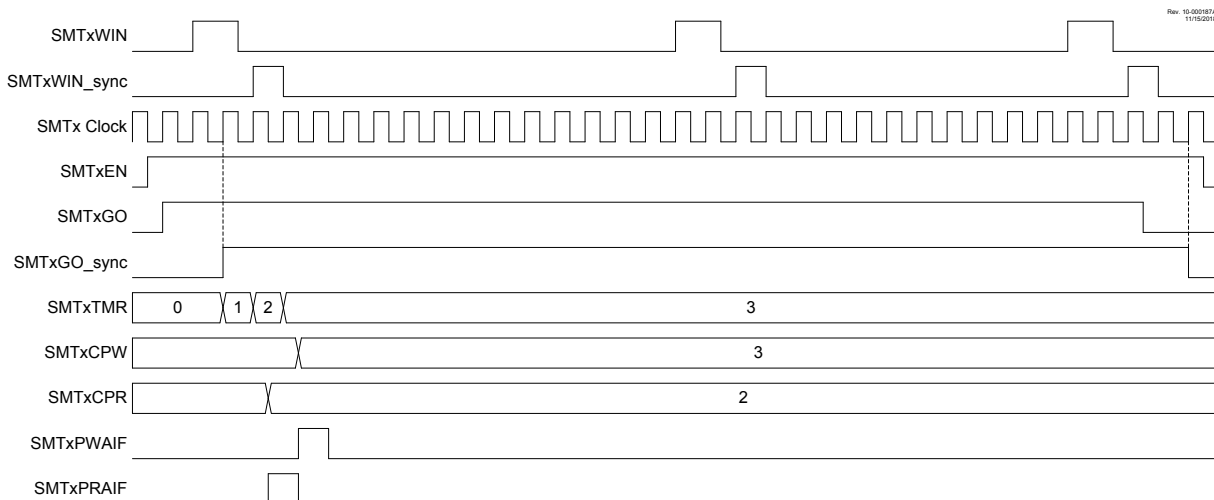 Rev. 10-000187A
11/15/2018
SMTxWIN
SMTxWIN_sync
SMTx Clock
SMTxEN
SMTxGO
SMTxGO_sync
SMTxTMR 0 1 2 3
SMTxCPW 3
SMTxCPR 2
SMTxPWAIF
SMTxPRAIF